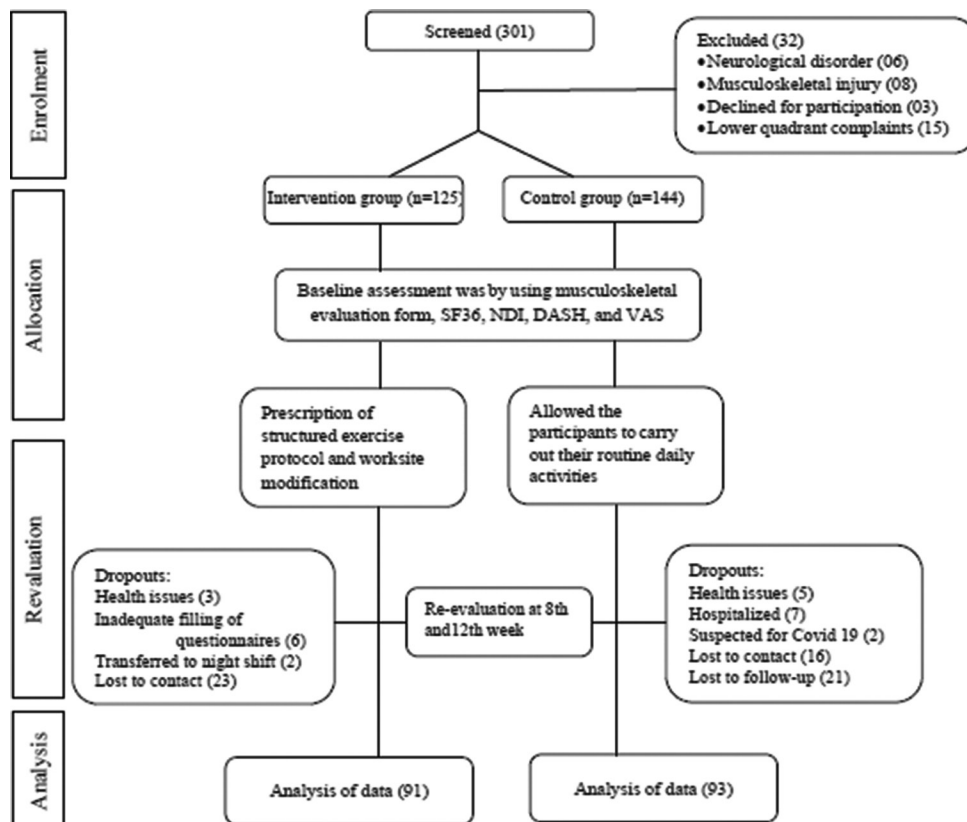 Enrolment
Screened (301)
Excluded (32)
•Neurological disorder (06)
•Musculoskeletal injury (08)
•Declined for participation (03)
•Lower quadrant complaints (15)
Allocation
Intervention group (n=125)
Control group (n=144)
Baseline assessment was by using musculoskeletal
evaluation form, SF36, NDI, DASH, and VAS
Prescription of
structured exercise
protocol and worksite
modification
Allowed the
participants to carry
out their routine daily
activities
Revaluation
Dropouts:
Health issues (3)
Inadequate filling of
questionnaires (6)
Transferred to night shift (2)
Lost to contact (23)
Re-evaluation at 8th
and12th week
Dropouts:
Health issues (5)
Hospitalized (7)
Suspected for Covid 19 (2)
Lost to contact (16)
Lost to follow-up (21)
Analysis
Analysis of data (91)
Analysis of data (93)